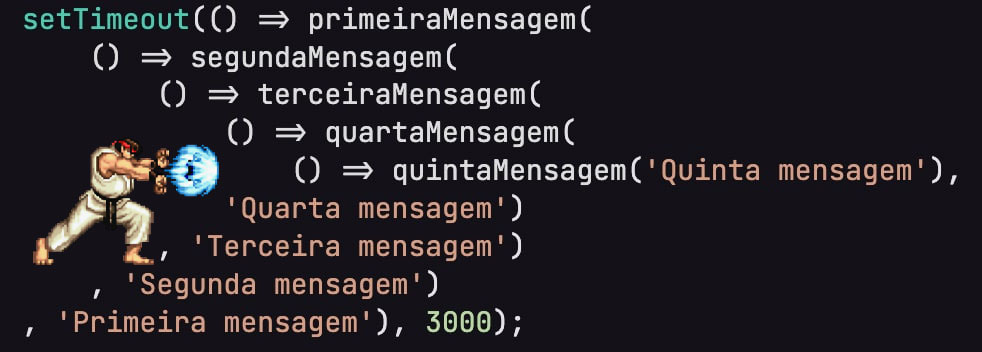 setTimeout(() => primeiraMensagem(
() => segundaMensagem(
() => terceiraMensagem(
() => quartaMensagem(
() => quintaMensagem('Quinta mensagem'),
'Quarta mensagem')
, 'Terceira mensagem')
, 'Segunda mensagem')
, 'Primeira mensagem'), 3000);